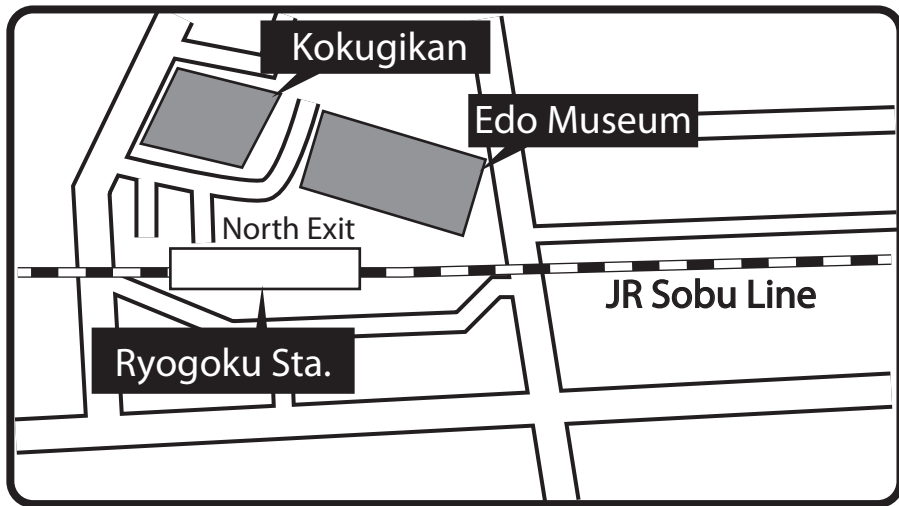 Kokugikan
Edo Museum
North Exit
JR Sobu Line
Ryogoku Sta.